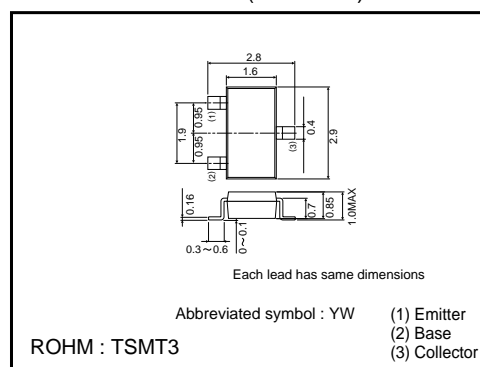 2.8
1.6
(1)
0.95
1.9
0.95
(2)
(3)
0.4
2.9
0.16
0.3～0.6
0～0.1
0.7
0.85
1.0MAX
Each lead has same dimensions
Abbreviated symbol : YW
(1) Emitter
(2) Base
(3) Collector
ROHM : TSMT3